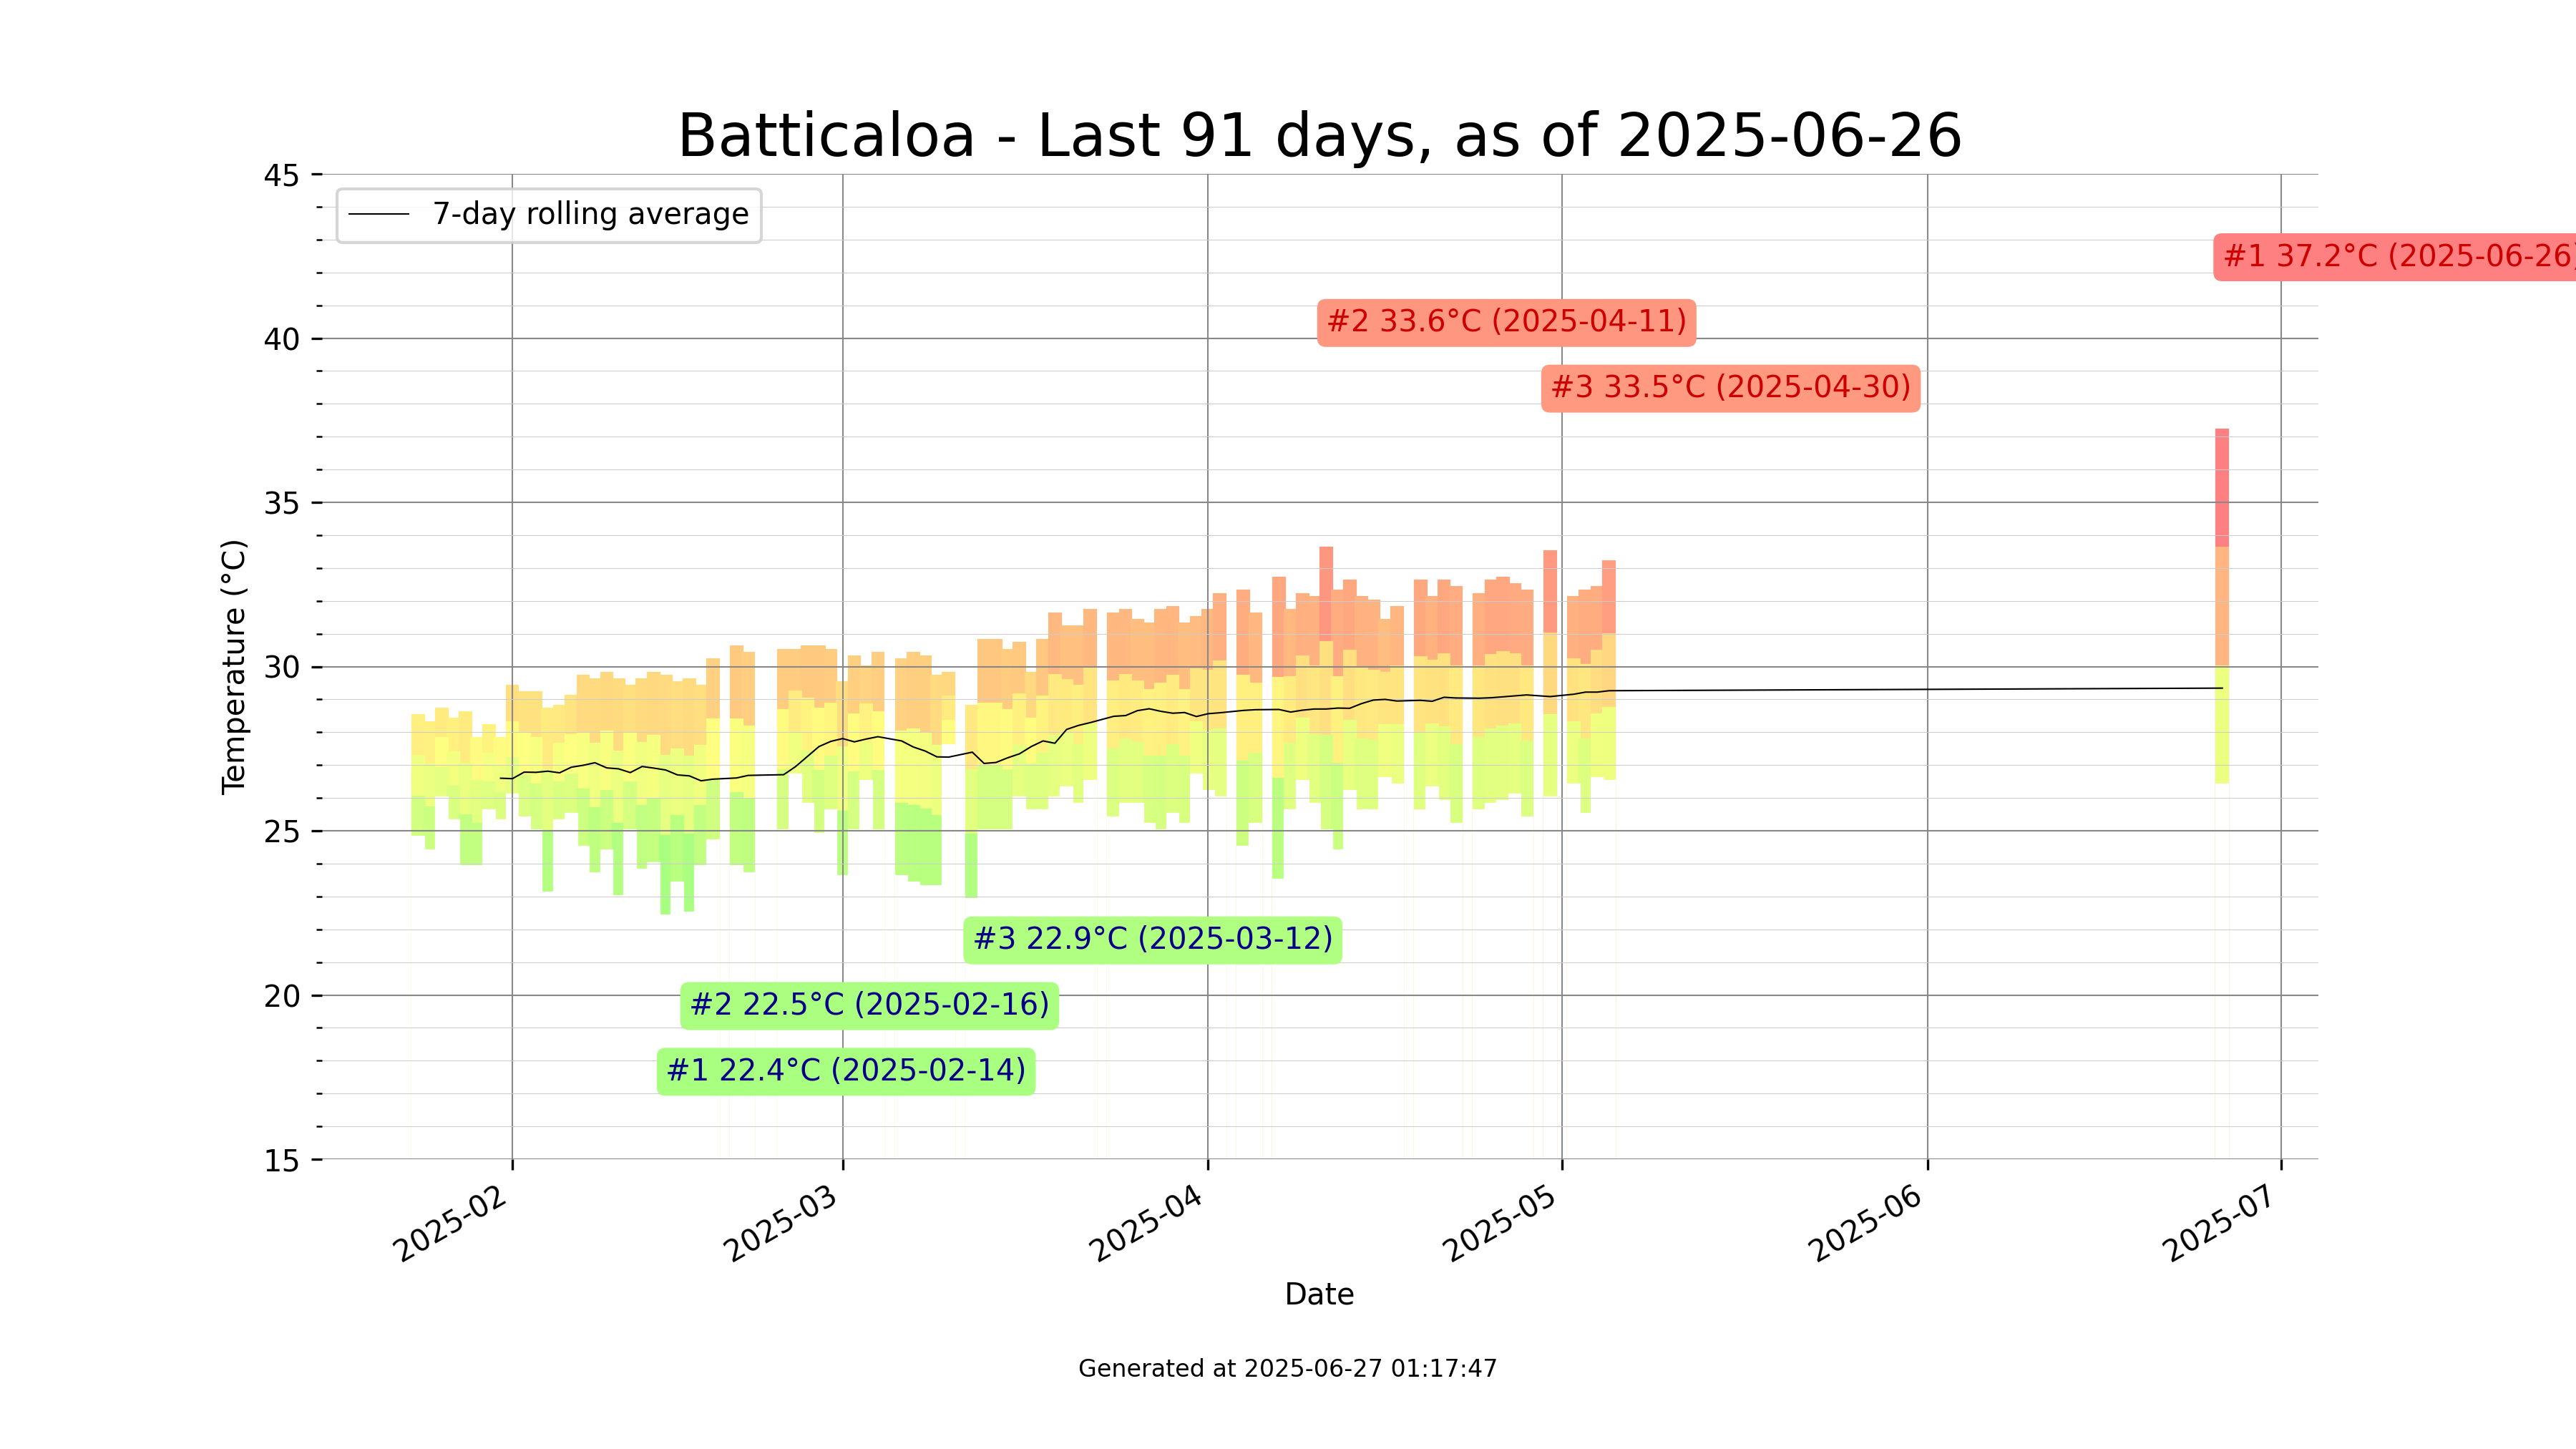 Batticaloa - Last 91 days, as of 2025-06-26
45
7-day rolling average
#1 37.2°C (2025-06-26)
#2 33.6°C (2025-04-11)
40
#3 33.5°C (2025-04-30)
35
Temperature (°C)
30
25
#3 22.9°C (2025-03-12)
20
#2 22.5°C (2025-02-16)
#1 22.4°C (2025-02-14)
15
2025-02
2025-03
2025-04
2025-05
2025-06
2025-07
Date
Generated at 2025-06-27 01:17:47